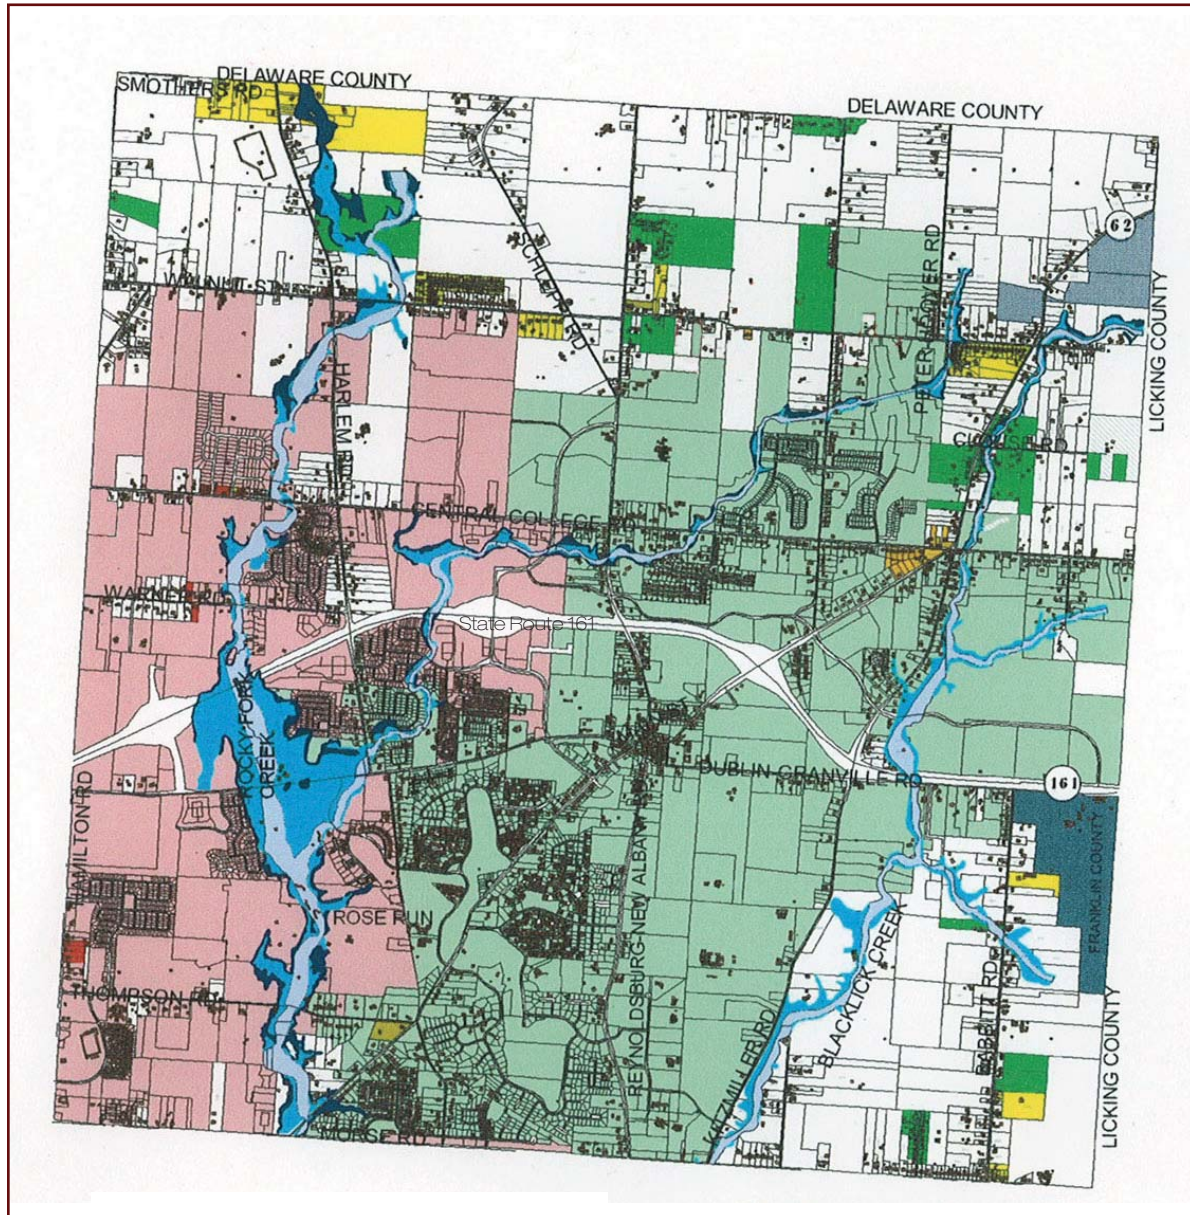 DELAWARE COUNTY
SMOTHERS RD
DELAWARE COUNTY
62
SCHLEPPI RD
WALNUT ST
LICKING COUNTY
HARLEM RD
CLOUSE RD
CENTRAL COLLEGE RD
WARNER RD
State Route 161
ROCKY FORK
CREEK
DUBLIN-GRANVILLE RD
161
HAMILTON RD
FRANKLIN COUNTY
ROSE RUN
REYNOLDSBURG-NEW ALBANY RD
BLACKLICK CREEK
BABBITT RD
THOMPSON RD
KITZMILLER RD
LICKING COUNTY
MORSE RD